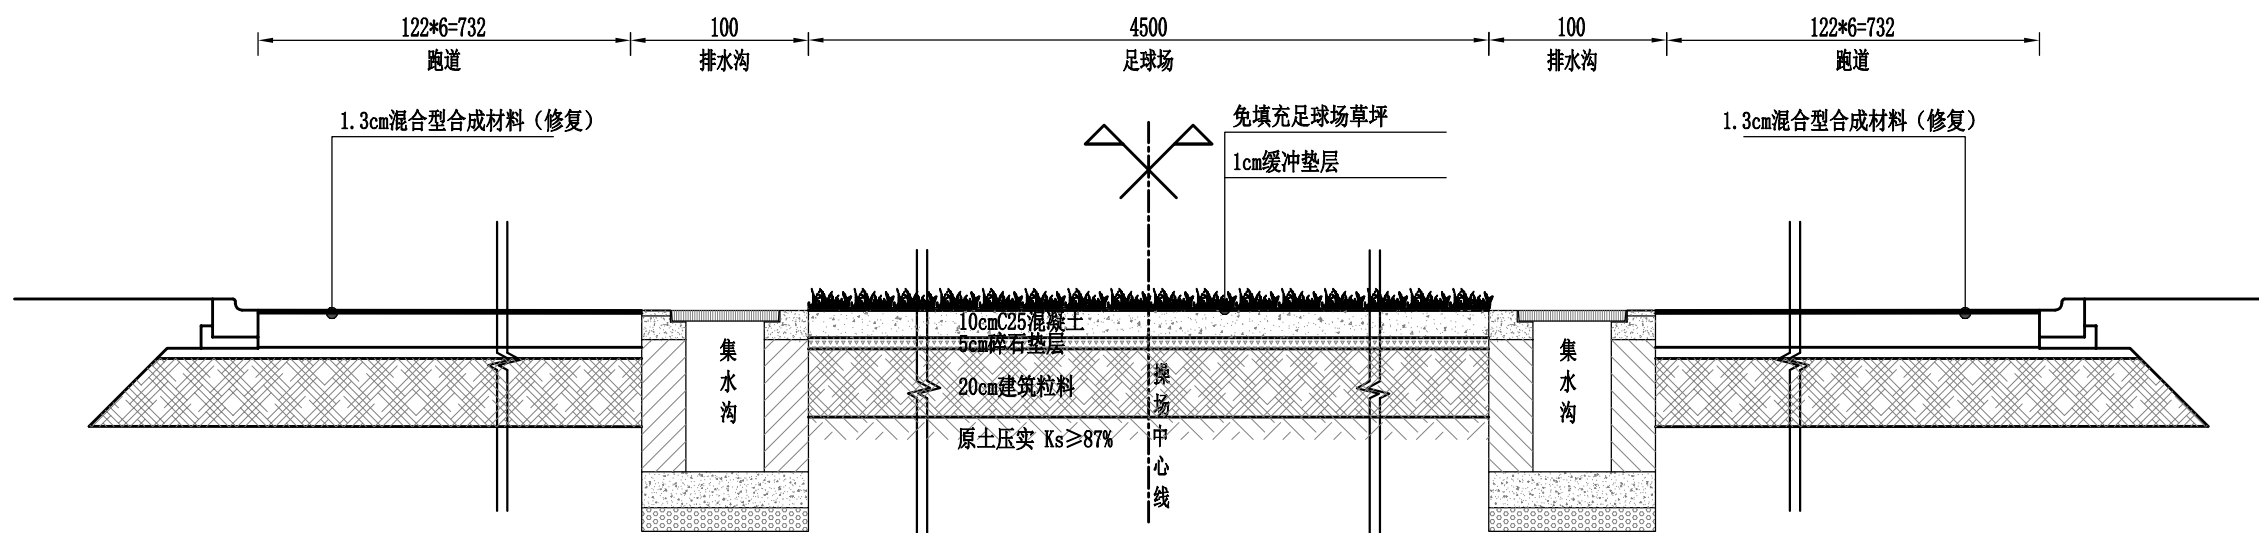 122*6=732
100
4500
100
122*6=732
跑道
排水沟
足球场
排水沟
跑道
1.3cm混合型合成材料（修复）
免填充足球场草坪
1.3cm混合型合成材料（修复）
1cm缓冲垫层
10cmC25混凝土
5cm碎石垫层
集水沟
20cm建筑粒料
操场中心线
集水沟
原土压实 Ks≥87%